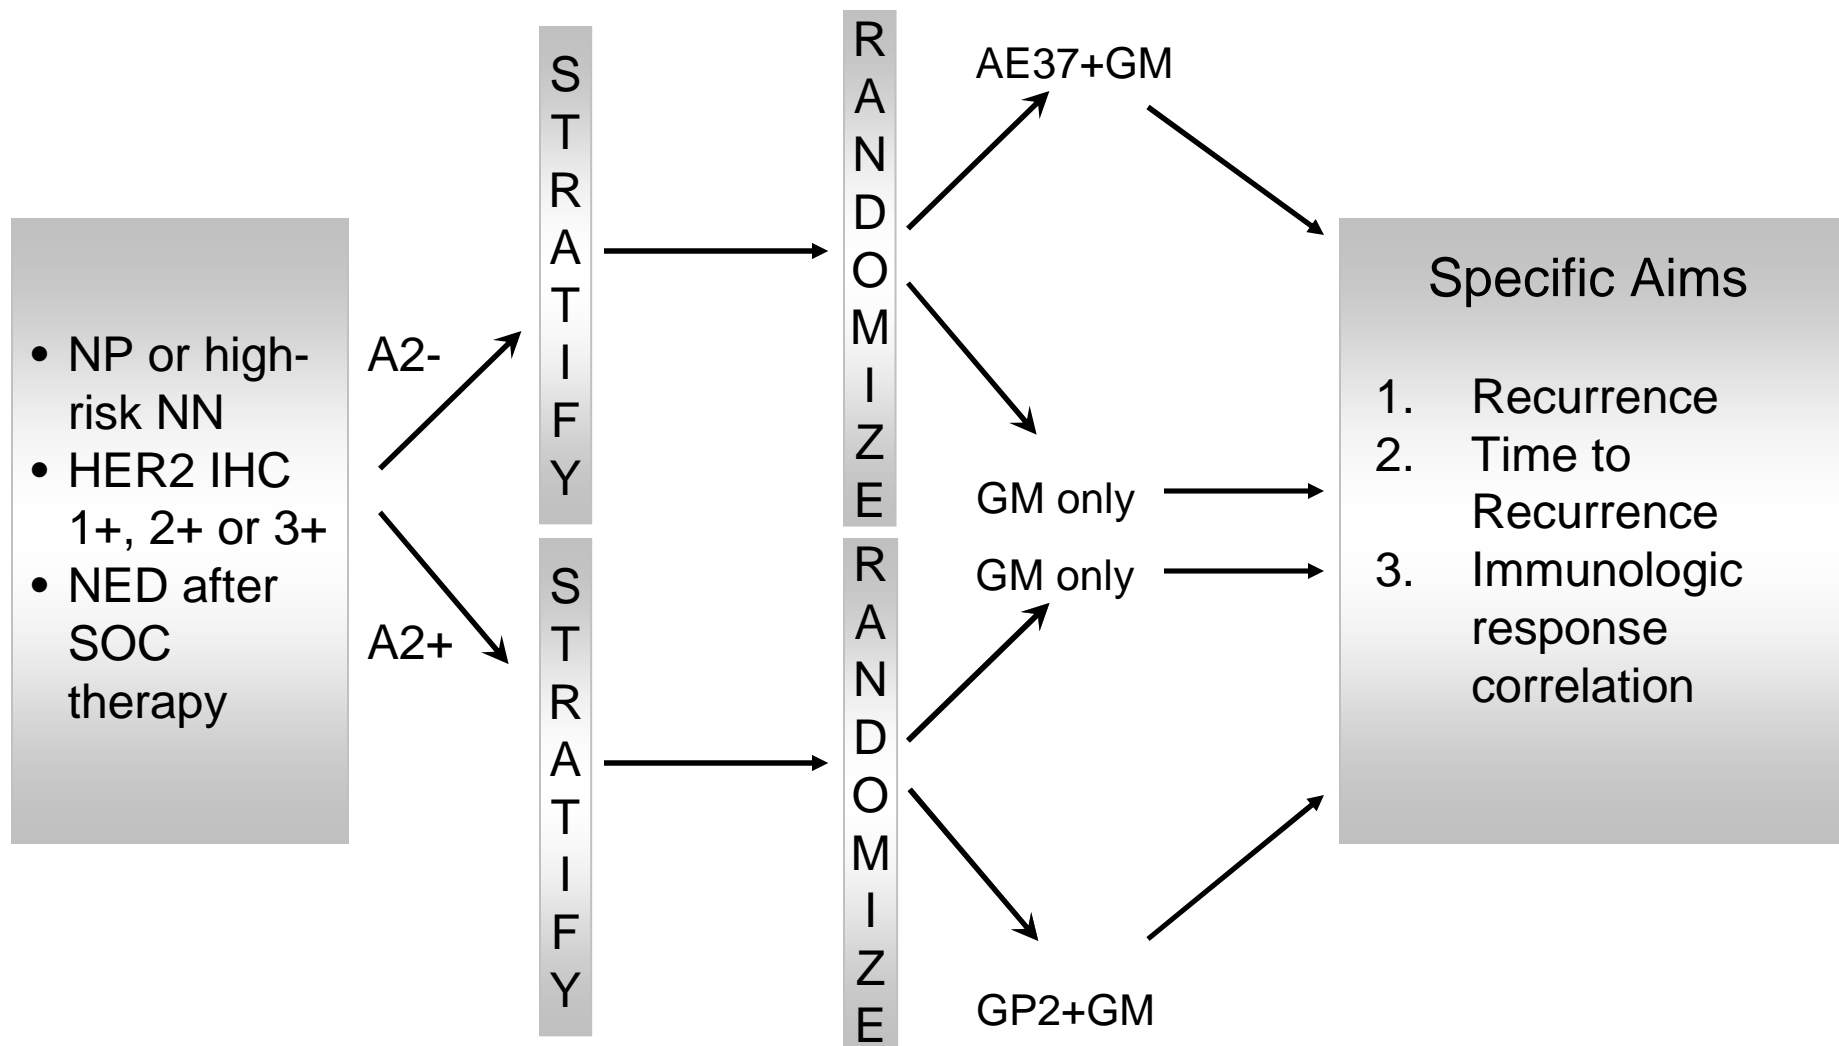 • NP or high-
risk NN
• HER2 IHC
1+, 2+ or 3+
• NED after
SOC
therapy
A2-
A2+
S
T
R
A
T
I
F
Y
S
T
R
A
T
I
F
Y
R
A
N
D
O
M
I
Z
E
R
A
N
D
O
M
I
Z
E
AE37+GM
GM only
GM only
GP2+GM
Specific Aims
1. Recurrence
2. Time to
Recurrence
3. Immunologic
response
correlation